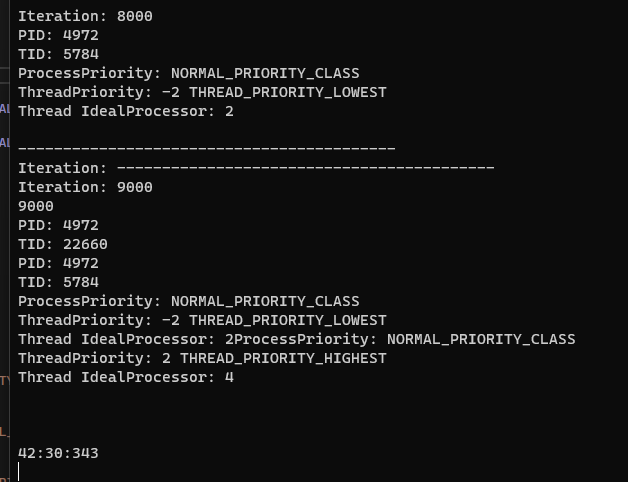 Iteration: 8000
PID: 4972
TID: 5784
ProcessPriority: NORMAL_PRIORITY_CLASS
ThreadPriority: -2 THREAD_PRIORITY_LOWEST
Thread IdealProcessor: 2
------------------------------------------
Iteration: ------------------------------------------
Iteration: 9000
9000
PID: 4972
TID: 22660
PID: 4972
TID: 5784
ProcessPriority: NORMAL_PRIORITY_CLASS
ThreadPriority: -2 THREAD_PRIORITY_LOWEST
Thread IdealProcessor: 2ProcessPriority: NORMAL_PRIORITY_CLASS
ThreadPriority: 2 THREAD_PRIORITY_HIGHEST
Thread IdealProcessor: 4
42:30:343